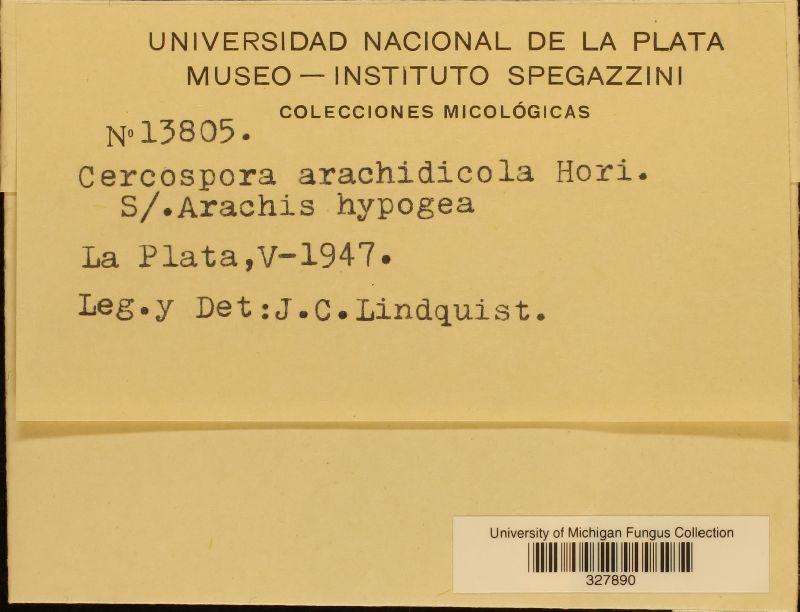 UNIVERSIDAD NACIONAL DE LA PLATA
MUSEO — INSTITUTO SPEGAZZINI
COLECCIONES MICOLÓGICAS
Nº 13805.
Cercospora arachidicola Hori.
S/.Arachis hypogea
La Plata,V-1947.
Leg.y Det:J.C.Lindquist.
University of Michigan Fungus Collection
327890